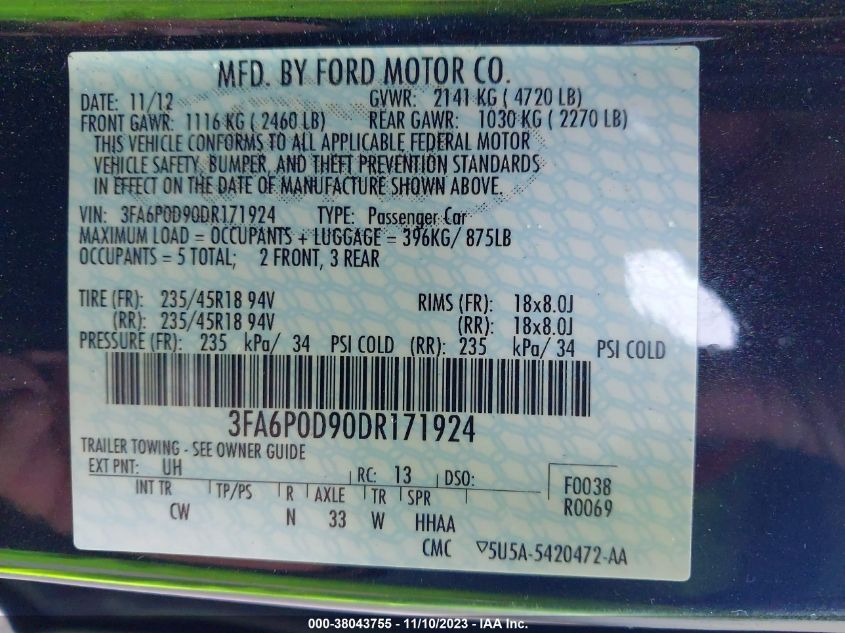 MFD. BY FORD MOTOR CO.
DATE: 11/12 GVWR: 2141 KG ( 4720 LB)
FRONT GAWR: 1116 KG ( 2460 LB) REAR GAWR: 1030 KG ( 2270 LB)
THIS VEHICLE CONFORMS TO ALL APPLICABLE FEDERAL MOTOR
VEHICLE SAFETY, BUMPER, AND THEFT PREVENTION STANDARDS
IN EFFECT ON THE DATE OF MANUFACTURE SHOWN ABOVE.
VIN: 3FA6P0D90DR171924 TYPE: Passenger Car
MAXIMUM LOAD = OCCUPANTS + LUGGAGE = 396KG/ 875LB
OCCUPANTS = 5 TOTAL; 2 FRONT, 3 REAR
TIRE (FR): 235/45R18 94V RIMS (FR): 18x8.0J
(RR): 235/45R18 94V (RR): 18x8.0J
PRESSURE (FR): 235 kPa/ 34 PSI COLD (RR): 235 kPa/ 34 PSI COLD
3FA6P0D90DR171924
TRAILER TOWING - SEE OWNER GUIDE
EXT PNT: UH RC: 13 DSO: F0038
INT TR TP/PS R AXLE TR SPR R0069
CW N 33 W HHAA
CMC ▽5U5A-5420472-AA
000-38043755 — 11/10/2023 — IAA Inc.